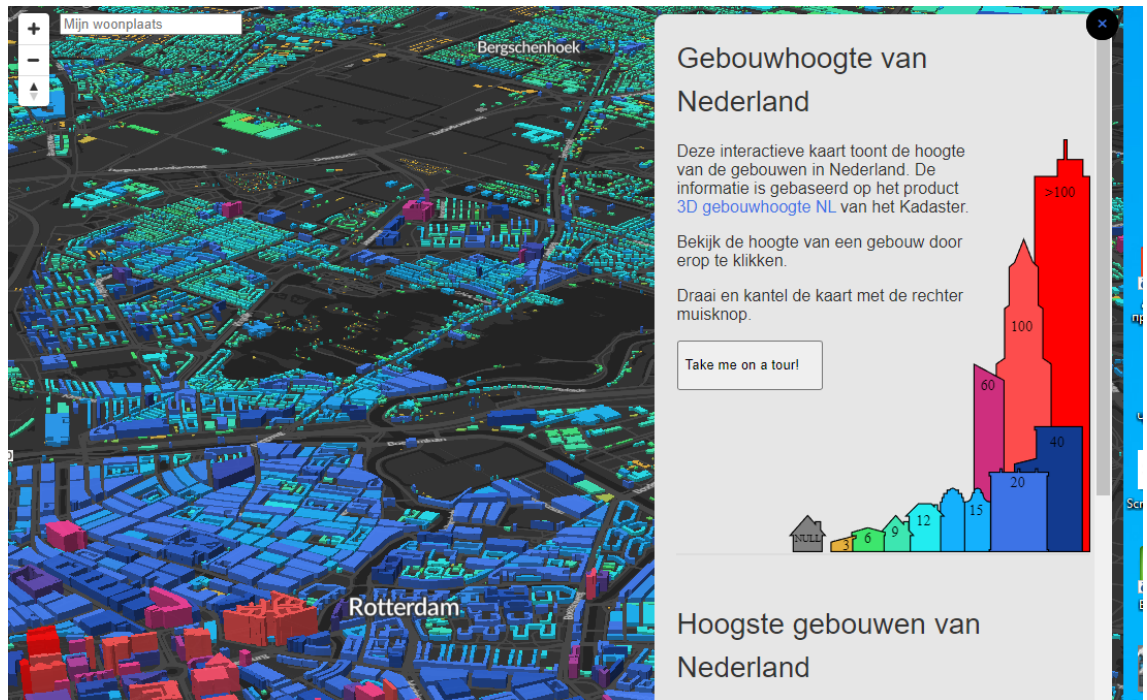 Mijn woonplaats
Bergschenhoek
Rotterdam
Gebouwhoogte van
Nederland
Deze interactieve kaart toont de hoogte
van de gebouwen in Nederland. De
informatie is gebaseerd op het product
3D gebouwhoogte NL van het Kadaster.
Bekijk de hoogte van een gebouw door
erop te klikken.
Draai en kantel de kaart met de rechter
muisknop.
Take me on a tour!
>100
100
60
40
20
15
12
9
6
3
NULL
Hoogste gebouwen van
Nederland